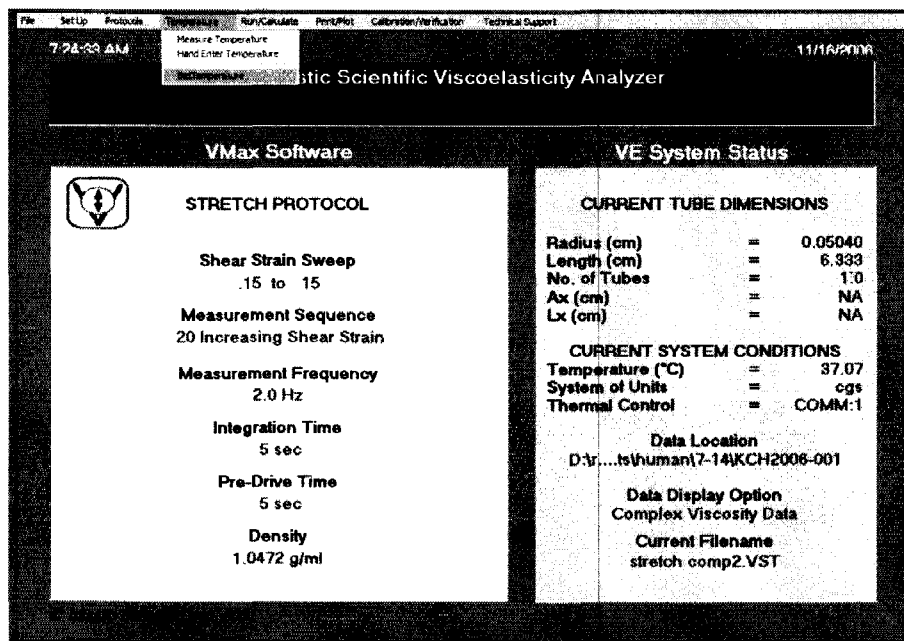 File Set Up Protocols Temperature Run/Calculate Print/Plot Calibration/Verification Technical Support
Measure Temperature
Hand Enter Temperature
Set Temperature
7:24:33 AM
11/16/2006
stic Scientific Viscoelasticity Analyzer
VMax Software
STRETCH PROTOCOL
Shear Strain Sweep
.15 to 15
Measurement Sequence
20 Increasing Shear Strain
Measurement Frequency
2.0 Hz
Integration Time
5 sec
Pre-Drive Time
5 sec
Density
1.0472 g/ml
VE System Status
CURRENT TUBE DIMENSIONS
Radius (cm) = 0.05040
Length (cm) = 6.333
No. of Tubes = 1.0
Ax (cm) = NA
Lx (cm) = NA
CURRENT SYSTEM CONDITIONS
Temperature (°C) = 37.07
System of Units = cgs
Thermal Control = COMM:1
Data Location
D:\r....ts\human\7-14\KCH2006-001
Data Display Option
Complex Viscosity Data
Current Filename
stretch comp2.VST